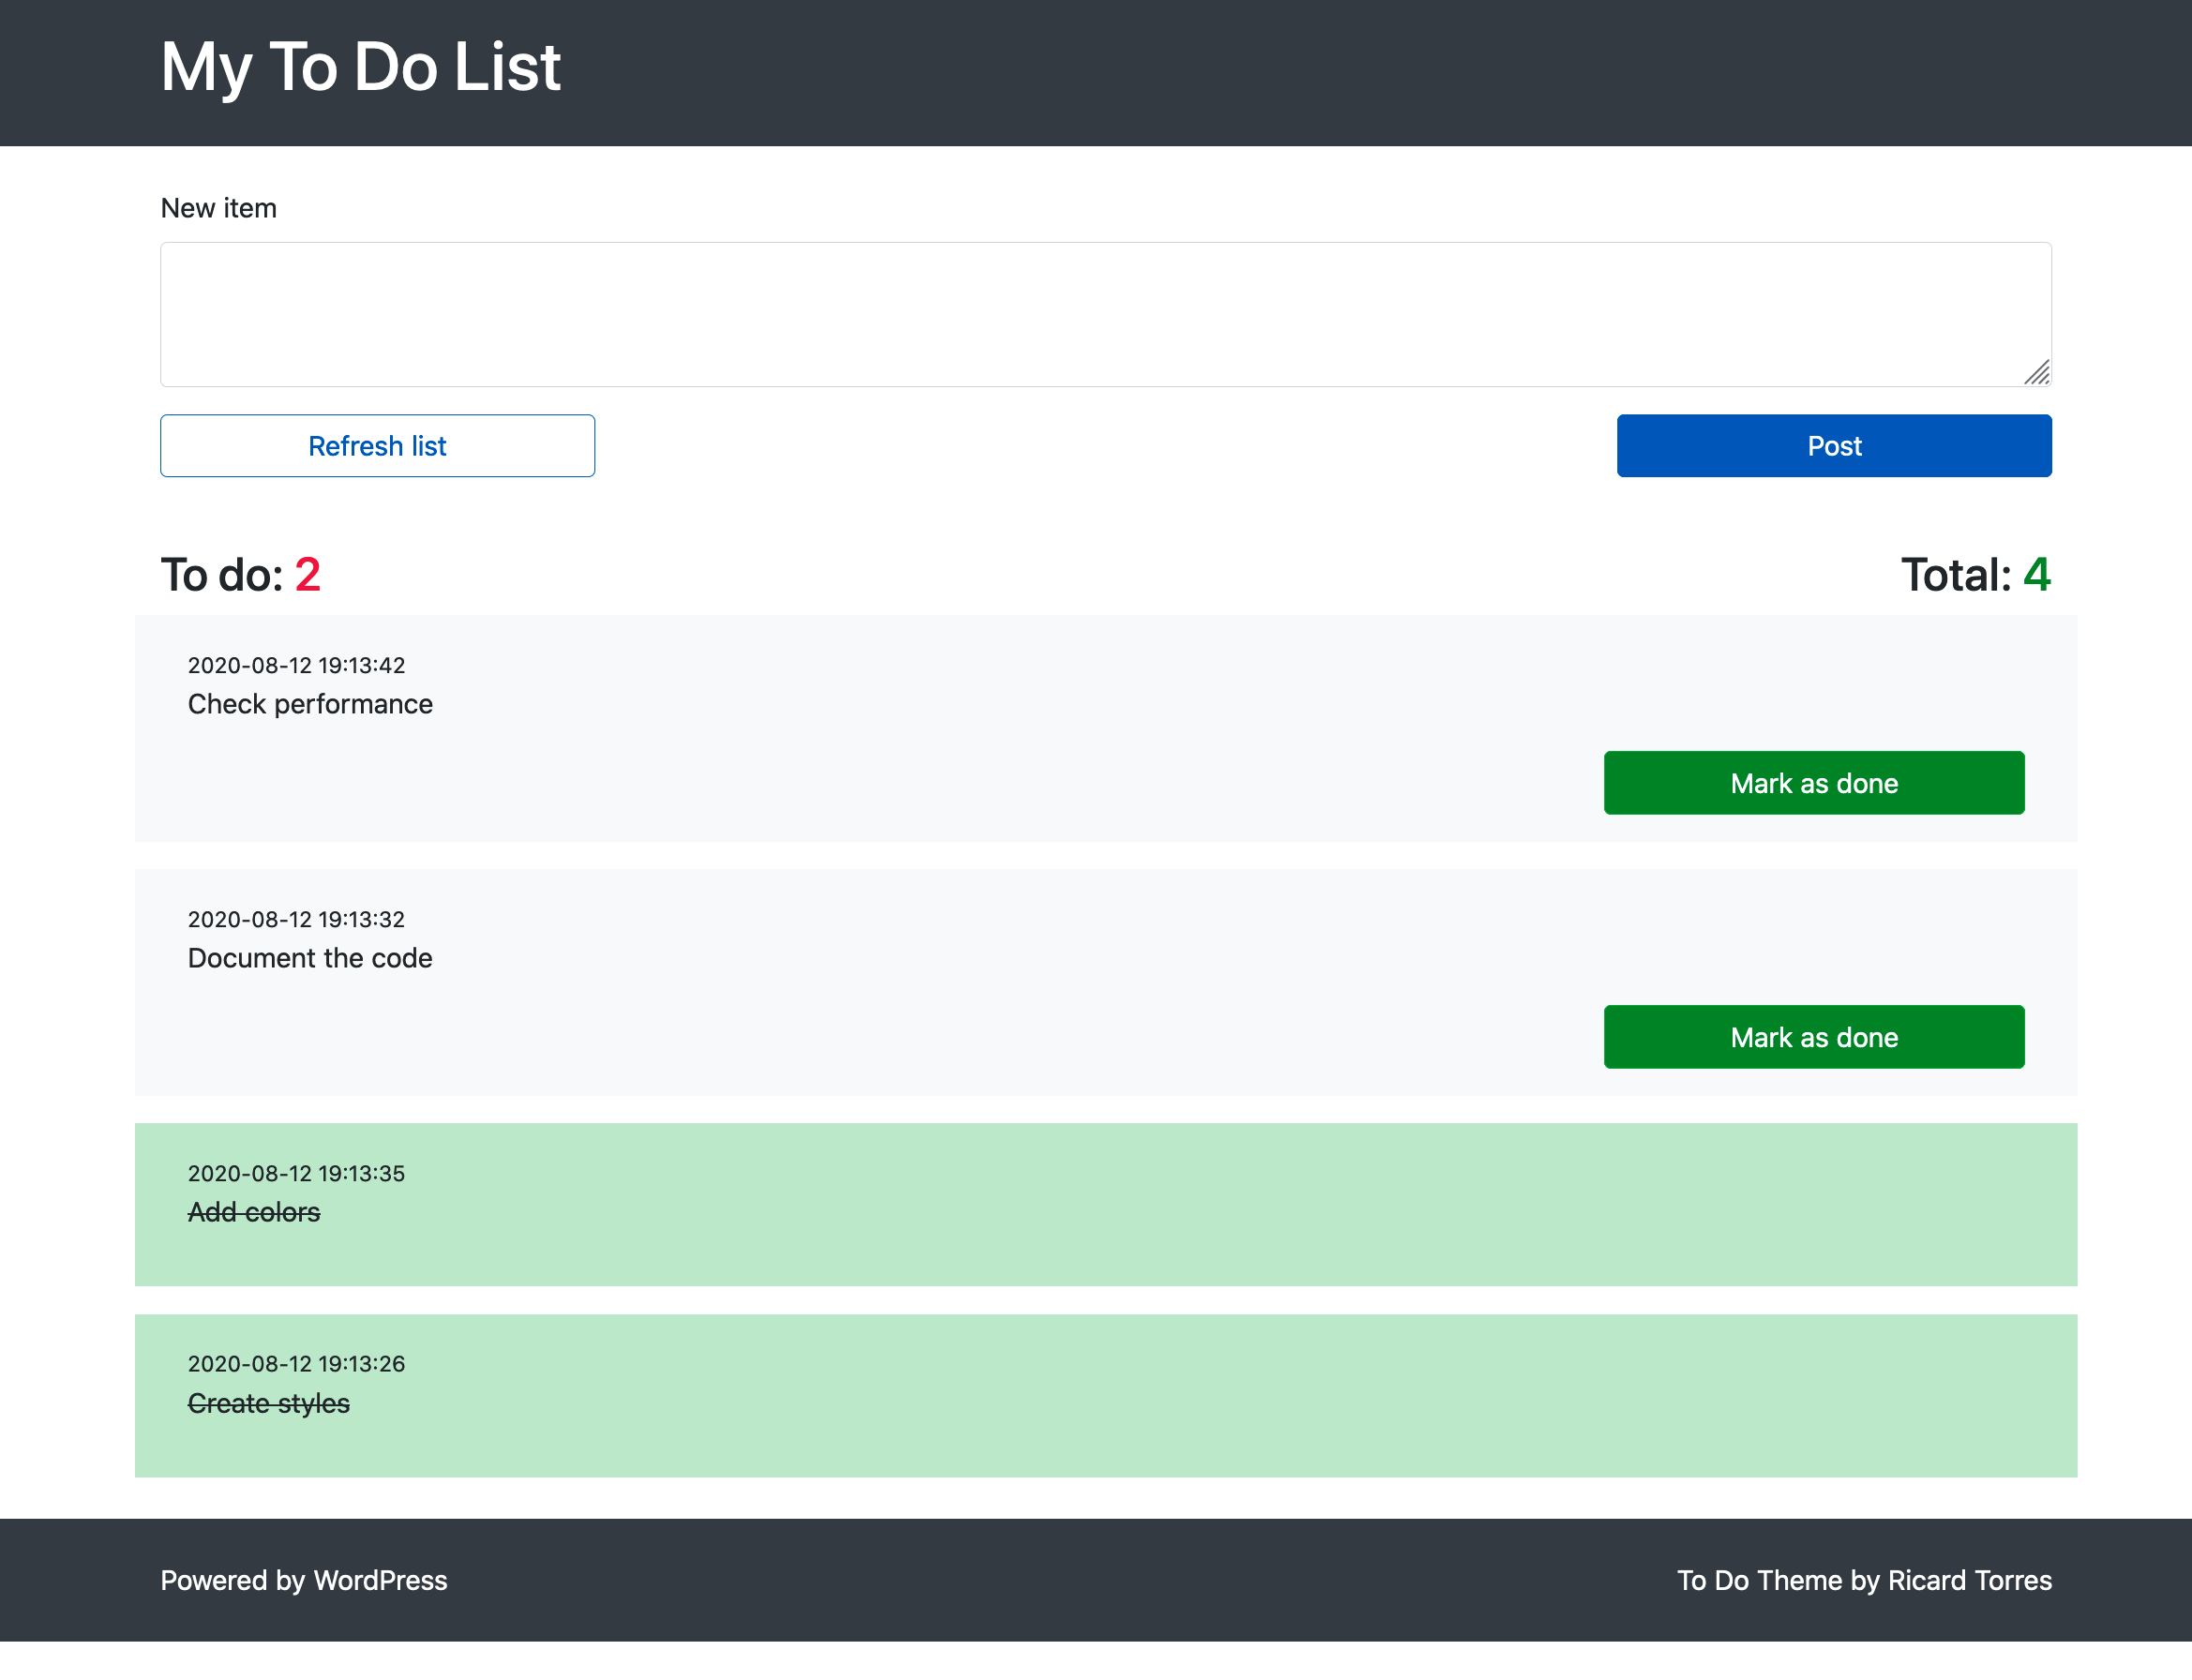 My To Do List
New item
Refresh list
Post
To do: 2
Total: 4
2020-08-12 19:13:42
Check performance
Mark as done
2020-08-12 19:13:32
Document the code
Mark as done
2020-08-12 19:13:35
Add colors
2020-08-12 19:13:26
Create styles
Powered by WordPress
To Do Theme by Ricard Torres